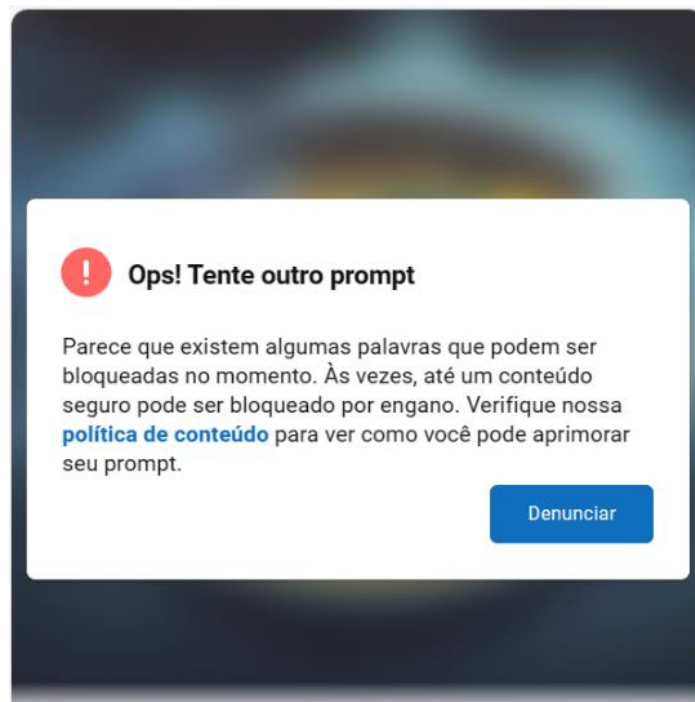 !
Ops! Tente outro prompt
Parece que existem algumas palavras que podem ser
bloqueadas no momento. Às vezes, até um conteúdo
seguro pode ser bloqueado por engano. Verifique nossa
política de conteúdo para ver como você pode aprimorar
seu prompt.
Denunciar